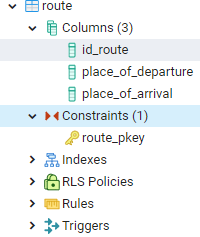 route
Columns (3)
id_route
place_of_departure
place_of_arrival
Constraints (1)
route_pkey
Indexes
RLS Policies
Rules
Triggers